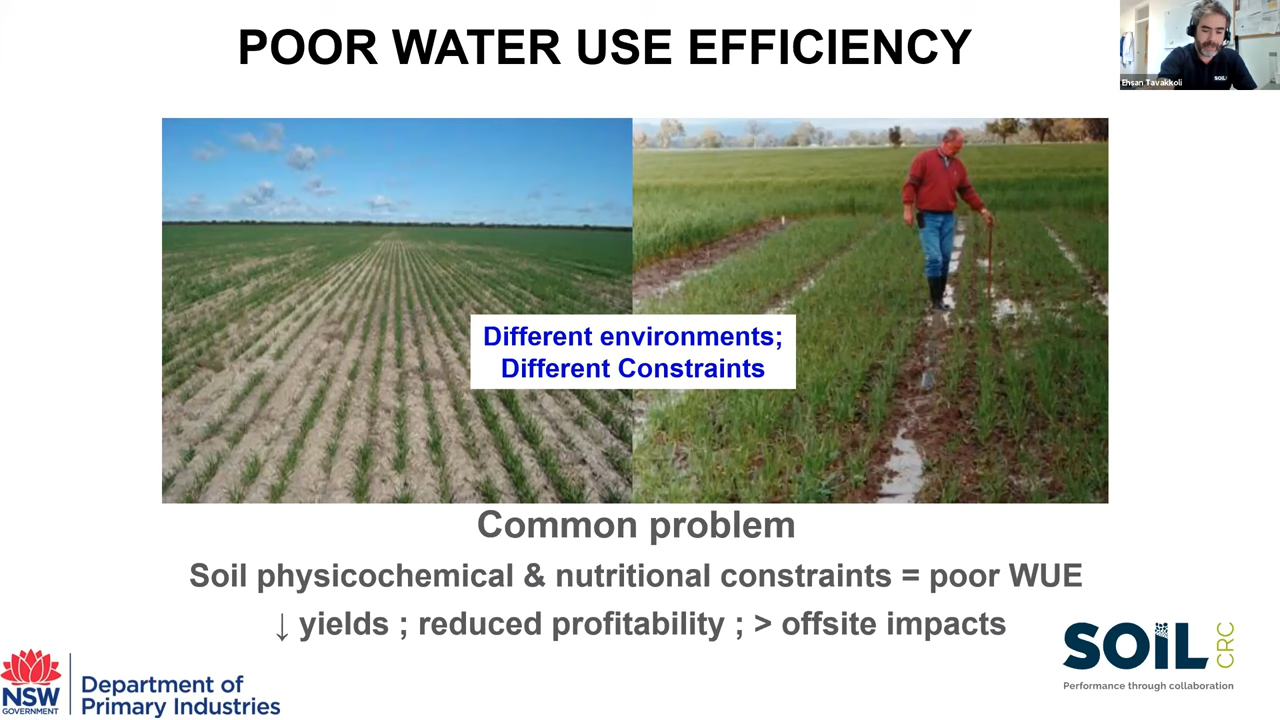 POOR WATER USE EFFICIENCY
Ehsan Tavakkoli
SOIL
Different environments;
Different Constraints
Common problem
Soil physicochemical & nutritional constraints = poor WUE
↓ yields ; reduced profitability ; > offsite impacts
NSW
GOVERNMENT
Department of
Primary Industries
SOiL CRC
Performance through collaboration